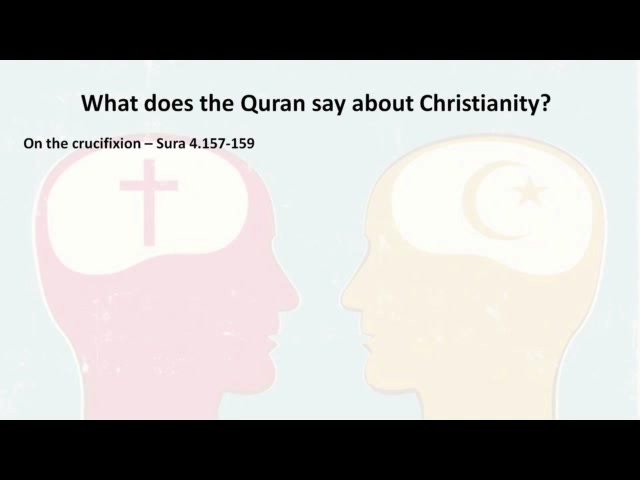 What does the Quran say about Christianity?
On the crucifixion – Sura 4.157-159